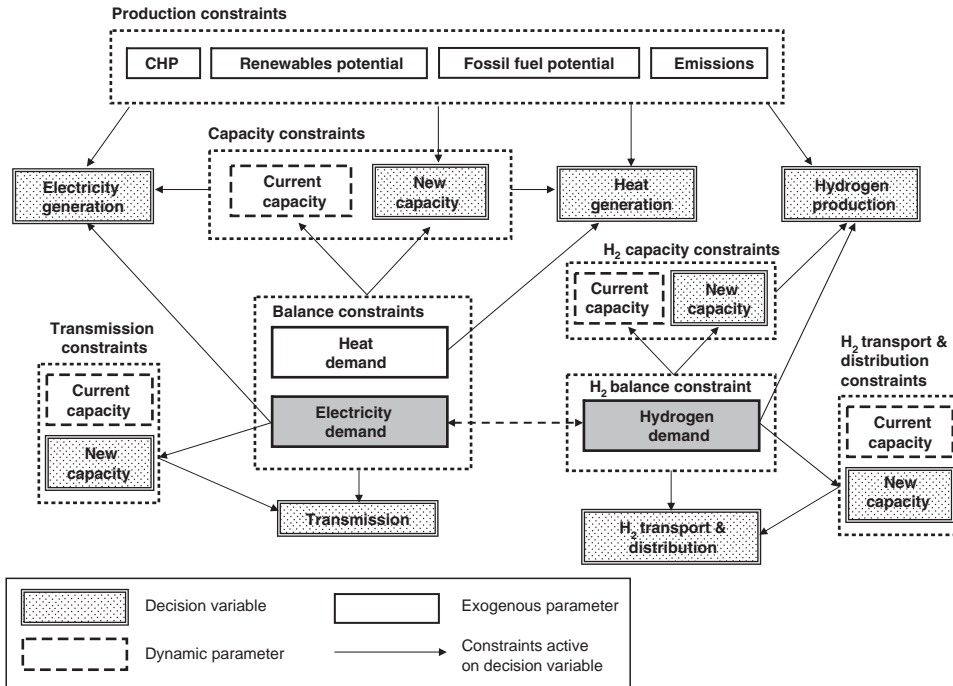 Production constraints
CHP
Renewables potential
Fossil fuel potential
Emissions
Capacity constraints
Electricity
generation
Current
capacity
New
capacity
Heat
generation
Hydrogen
production
H2 capacity constraints
Current
capacity
New
capacity
Transmission
constraints
Balance constraints
Heat
demand
H2 transport &
distribution
constraints
Current
capacity
H2 balance constraint
Electricity
demand
Hydrogen
demand
Current
capacity
New
capacity
New
capacity
Transmission
H2 transport &
distribution
Decision variable
Exogenous parameter
Dynamic parameter
Constraints active
on decision variable